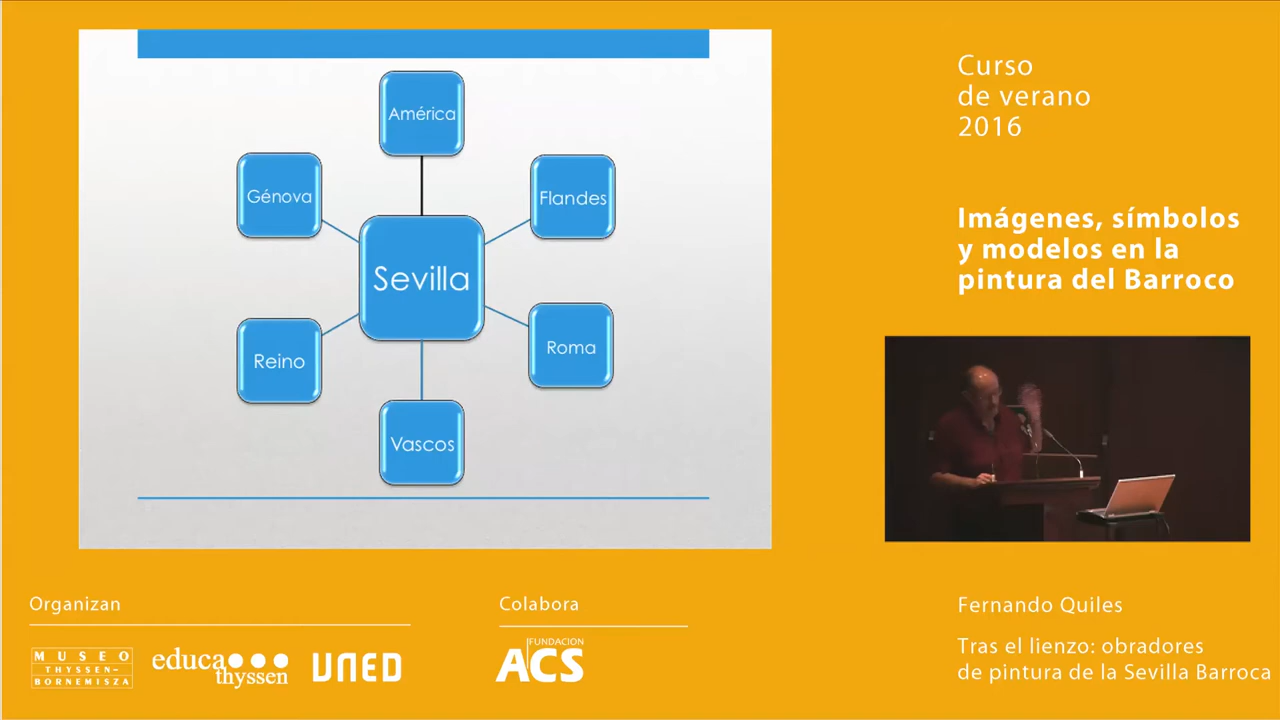 América
Génova
Flandes
Sevilla
Reino
Roma
Vascos
Curso
de verano
2016
Imágenes, símbolos
y modelos en la
pintura del Barroco
Organizan
MUSEO
THYSSEN-
BORNEMISZA
educa
thyssen
UNED
Colabora
FUNDACION
ACS
Fernando Quiles
Tras el lienzo: obradores
de pintura de la Sevilla Barroca